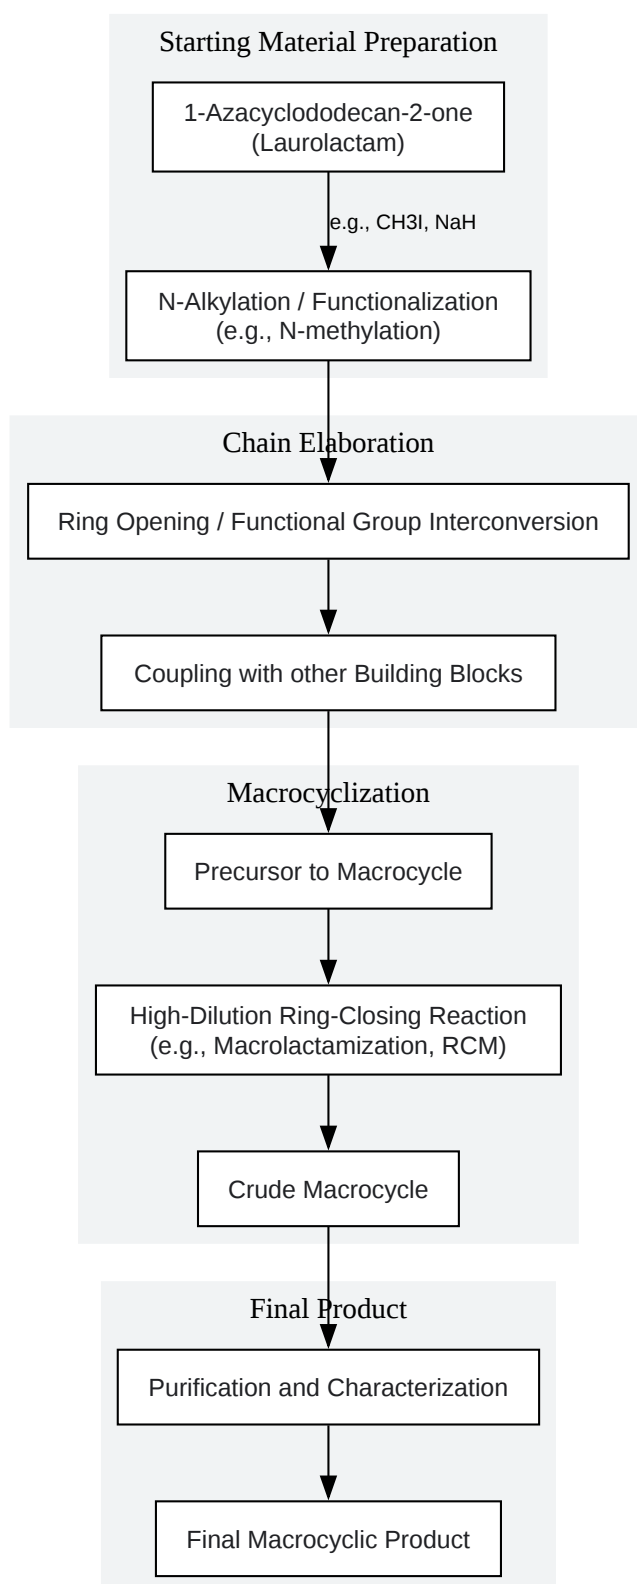 Starting Material Preparation
1-Azacyclododecan-2-one
(Laurolactam)
e.g., CH3I, NaH
N-Alkylation / Functionalization
(e.g., N-methylation)
Chain Elaboration
Ring Opening / Functional Group Interconversion
Coupling with other Building Blocks
Macrocyclization
Precursor to Macrocycle
High-Dilution Ring-Closing Reaction
(e.g., Macrolactamization, RCM)
Crude Macrocycle
Final Product
Purification and Characterization
Final Macrocyclic Product